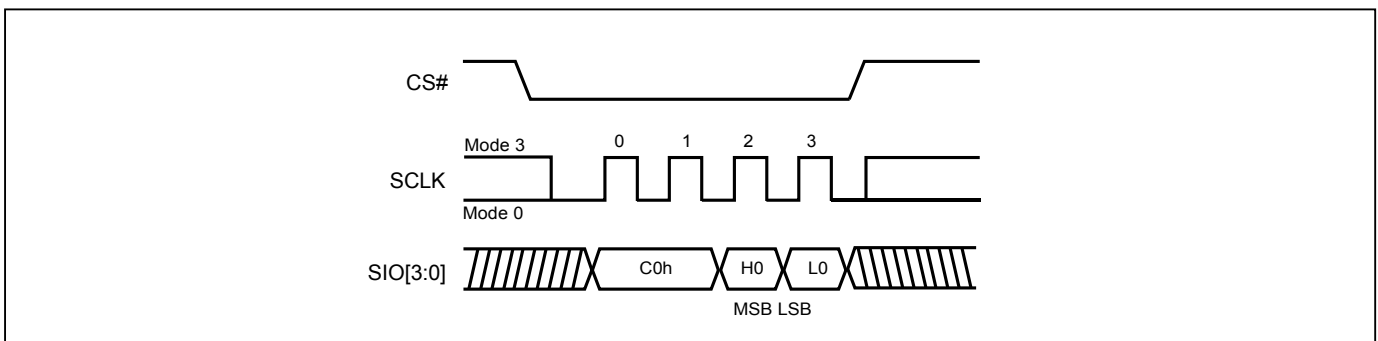 CS#
Mode 3 0 1 2 3
SCLK
Mode 0
SIO[3:0] C0h H0 L0
MSB LSB